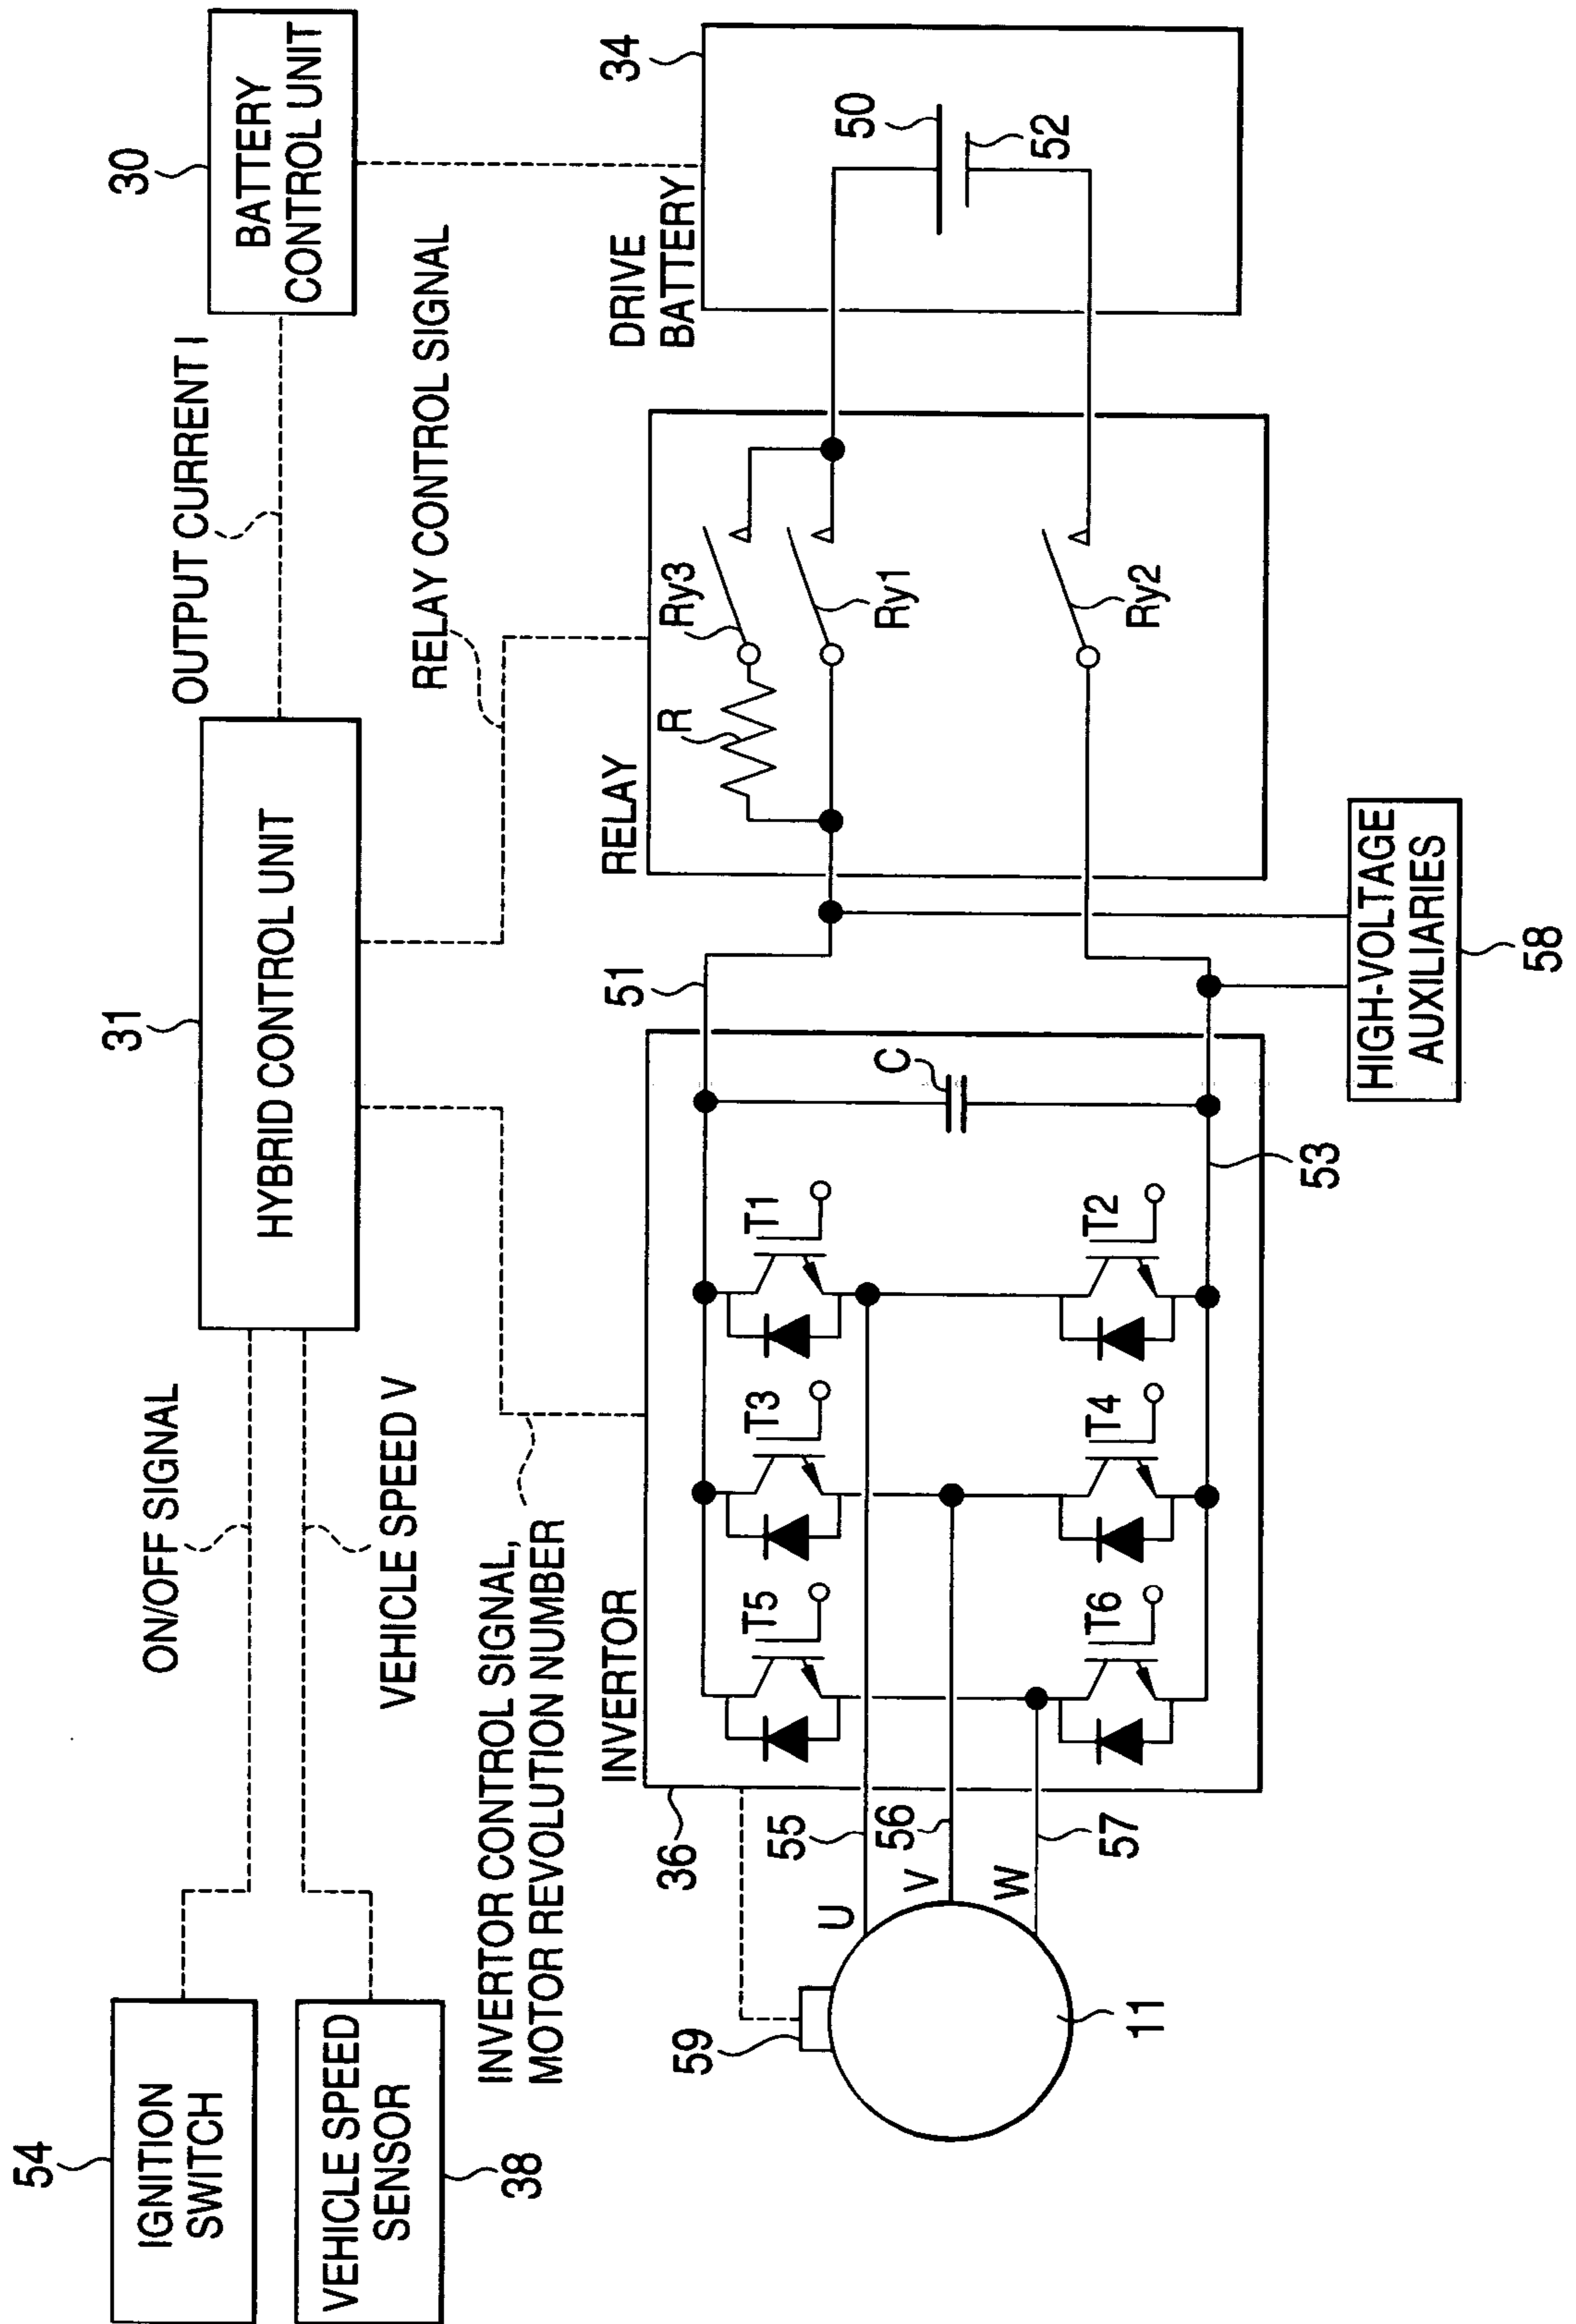 54
IGNITION
SWITCH
VEHICLE SPEED
SENSOR
38
ON/OFF SIGNAL
VEHICLE SPEED V
31
HYBRID CONTROL UNIT
OUTPUT CURRENT I
30
BATTERY
CONTROL UNIT
RELAY CONTROL SIGNAL
INVERTOR CONTROL SIGNAL,
MOTOR REVOLUTION NUMBER
59
11
U
V
W
36
55
56
57
INVERTOR
T5
T3
T1
T6
T4
T2
C
51
53
RELAY
R
Ry3
Ry1
Ry2
DRIVE
BATTERY
34
50
52
HIGH-VOLTAGE
AUXILIARIES
58